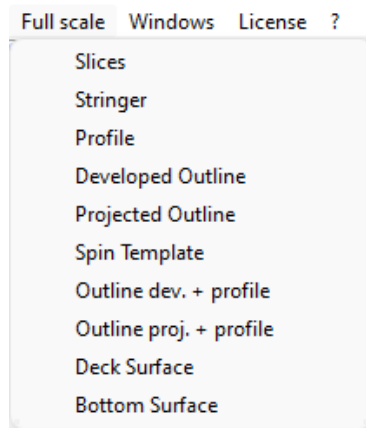 Full scale Windows License ?
Slices
Stringer
Profile
Developed Outline
Projected Outline
Spin Template
Outline dev. + profile
Outline proj. + profile
Deck Surface
Bottom Surface